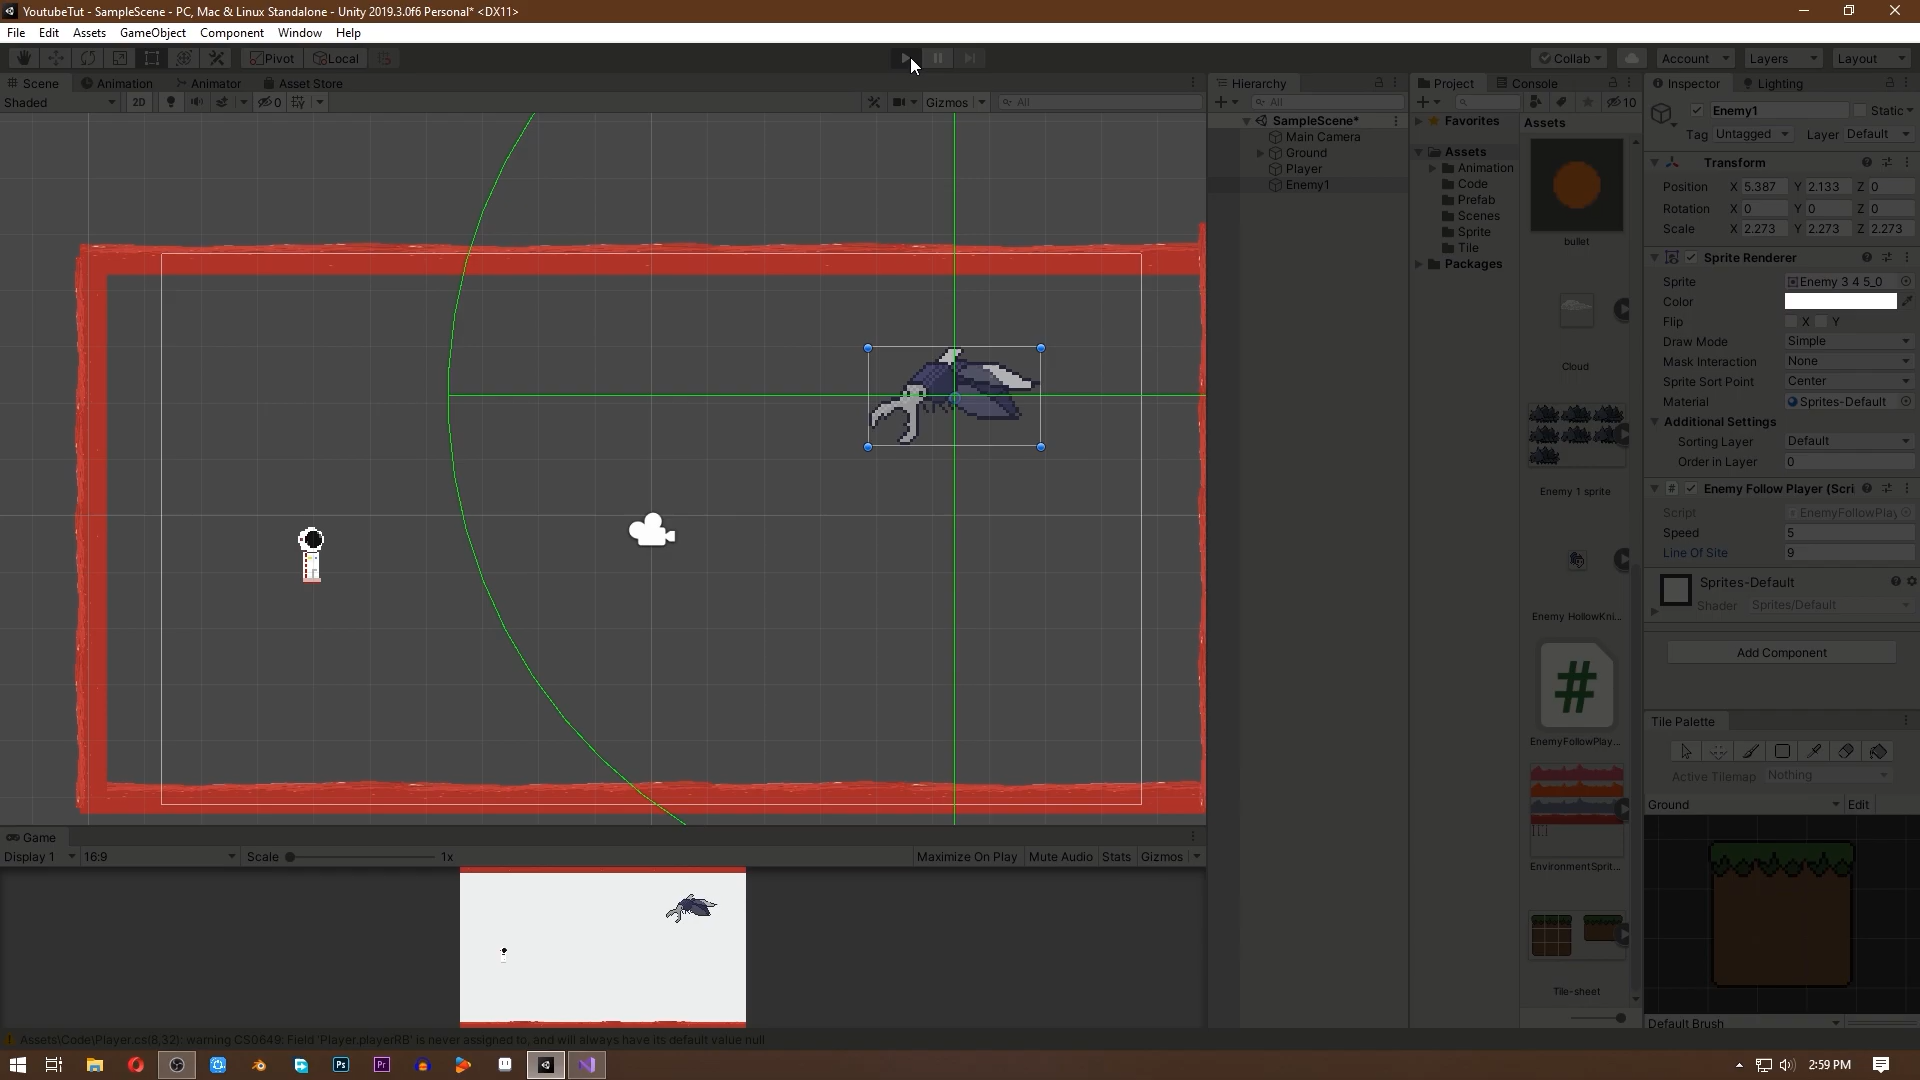 YoutubeTut - SampleScene - PC, Mac & Linux Standalone - Unity 2019.3.0f6 Personal* <DX11>
File Edit Assets GameObject Component Window Help
Pivot Local Collab Account Layers Layout
Scene Animation Animator Asset Store
Shaded 2D 0 Gizmos All
Hierarchy
All
SampleScene*
Main Camera
Ground
Player
Enemy1
Project Console
10
Favorites
Assets
Animation
Code
Prefab
Scenes
Sprite
Tile
Packages
Assets
bullet
Cloud
Enemy 1 sprite
Enemy HollowKni...
EnemyFollowPlay...
EnvironmentSprit...
Tile-sheet
Inspector Lighting
Enemy1 Static
Tag Untagged Layer Default
Transform
Position X 5.387 Y 2.133 Z 0
Rotation X 0 Y 0 Z 0
Scale X 2.273 Y 2.273 Z 2.273
Sprite Renderer
Sprite Enemy 3 4 5_0
Color
Flip X Y
Draw Mode Simple
Mask Interaction None
Sprite Sort Point Center
Material Sprites-Default
Additional Settings
Sorting Layer Default
Order in Layer 0
# Enemy Follow Player (Scri
Script EnemyFollowPlay
Speed 5
Line Of Site 9
Sprites-Default
Shader Sprites/Default
Add Component
Tile Palette
Active Tilemap Nothing
Ground Edit
Default Brush
Game
Display 1 16:9 Scale 1x Maximize On Play Mute Audio Stats Gizmos
Assets\Code\Player.cs(8,32): warning CS0649: Field 'Player.playerRB' is never assigned to, and will always have its default value null
Ps Pr 2:59 PM